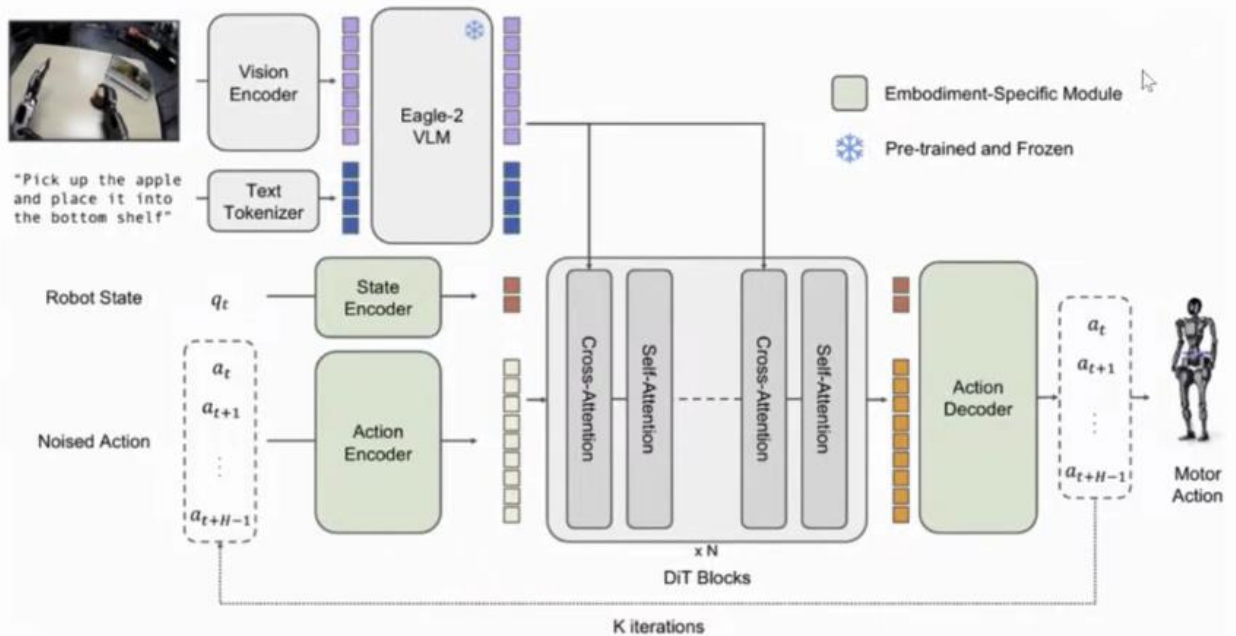 Vision
Encoder
Eagle-2
VLM
Embodiment-Specific Module
Pre-trained and Frozen
"Pick up the apple
and place it into
the bottom shelf"
Text
Tokenizer
Robot State
q_t
State
Encoder
Noised Action
a_t
a_{t+1}
⋮
a_{t+H-1}
Action
Encoder
Cross-Attention
Self-Attention
Cross-Attention
Self-Attention
x N
DiT Blocks
Action
Decoder
a_t
a_{t+1}
⋮
a_{t+H-1}
Motor
Action
K iterations